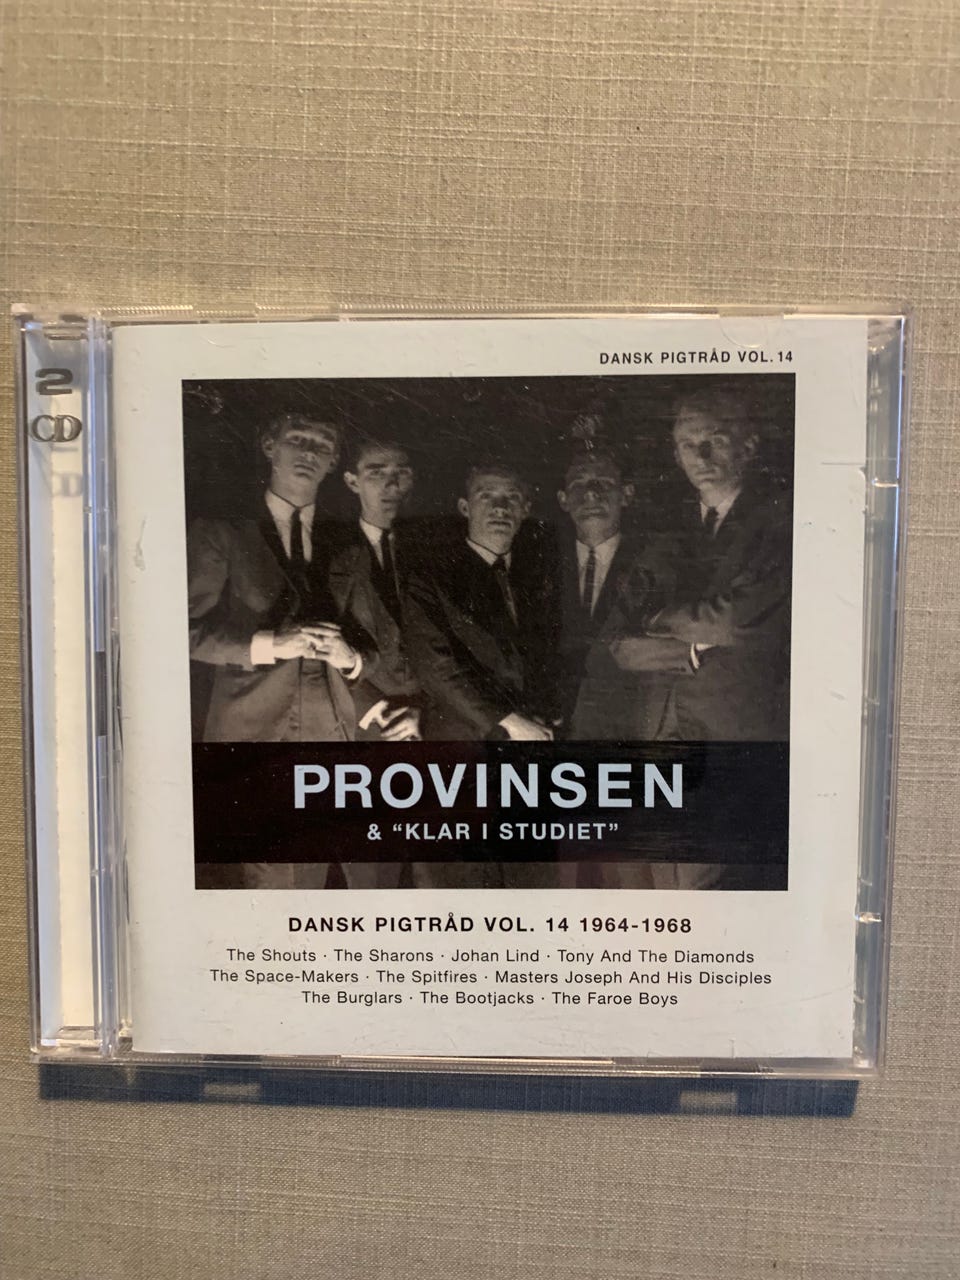 2
CD
DANSK PIGTRÅD VOL. 14
PROVINSEN
& “KLAR I STUDIET”
DANSK PIGTRÅD VOL. 14 1964-1968
The Shouts · The Sharons · Johan Lind · Tony And The Diamonds
The Space-Makers · The Spitfires · Masters Joseph And His Disciples
The Burglars · The Bootjacks · The Faroe Boys